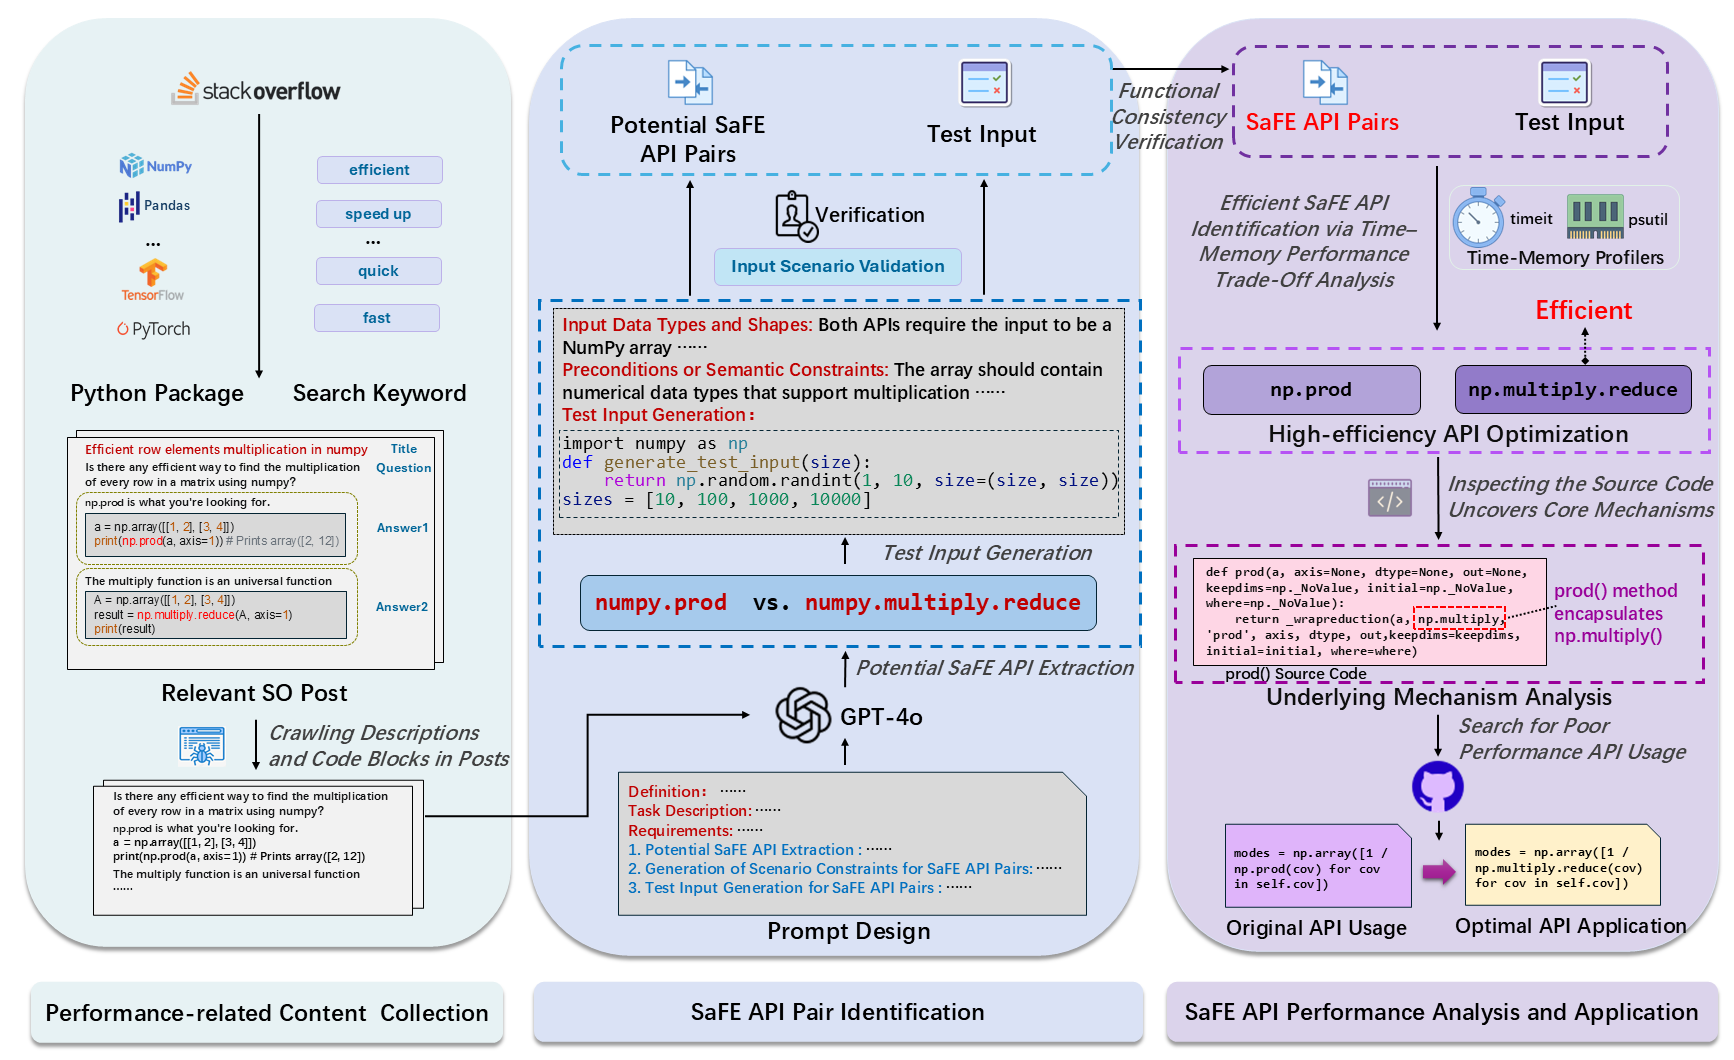 stackoverflow
NumPy
Pandas
...
TensorFlow
PyTorch
efficient
speed up
...
quick
fast
Python Package
Search Keyword
Efficient row elements multiplication in numpy
Title
Is there any efficient way to find the multiplication
of every row in a matrix using numpy?
Question
np.prod is what you're looking for.
a = np.array([[1, 2], [3, 4]])
print(np.prod(a, axis=1)) # Prints array([2, 12])
Answer1
The multiply function is an universal function
A = np.array([[1, 2], [3, 4]])
result = np.multiply.reduce(A, axis=1)
print(result)
Answer2
Relevant SO Post
Crawling Descriptions
and Code Blocks in Posts
Is there any efficient way to find the multiplication
of every row in a matrix using numpy?
np.prod is what you're looking for.
a = np.array([[1, 2], [3, 4]])
print(np.prod(a, axis=1)) # Prints array([2, 12])
The multiply function is an universal function
......
Performance-related Content Collection
Potential SaFE
API Pairs
Test Input
Verification
Input Scenario Validation
Input Data Types and Shapes: Both APIs require the input to be a
NumPy array ······
Preconditions or Semantic Constraints: The array should contain
numerical data types that support multiplication ······
Test Input Generation:
import numpy as np
def generate_test_input(size):
return np.random.randint(1, 10, size=(size, size))
sizes = [10, 100, 1000, 10000]
Test Input Generation
numpy.prod vs. numpy.multiply.reduce
Potential SaFE API Extraction
GPT-4o
Definition: ······
Task Description: ······
Requirements: ······
1. Potential SaFE API Extraction : ······
2. Generation of Scenario Constraints for SaFE API Pairs: ······
3. Test Input Generation for SaFE API Pairs : ······
Prompt Design
SaFE API Pair Identification
Functional
Consistency
Verification
SaFE API Pairs
Test Input
Efficient SaFE API
Identification via Time–
Memory Performance
Trade-Off Analysis
timeit
psutil
Time-Memory Profilers
Efficient
np.prod
np.multiply.reduce
High-efficiency API Optimization
</>
Inspecting the Source Code
Uncovers Core Mechanisms
def prod(a, axis=None, dtype=None, out=None,
keepdims=np._NoValue, initial=np._NoValue,
where=np._NoValue):
return _wrapreduction(a, np.multiply,
'prod', axis, dtype, out,keepdims=keepdims,
initial=initial, where=where)
prod() Source Code
prod() method
encapsulates
np.multiply()
Underlying Mechanism Analysis
Search for Poor
Performance API Usage
modes = np.array([1 /
np.prod(cov) for cov
in self.cov])
Original API Usage
modes = np.array([1 /
np.multiply.reduce(cov)
for cov in self.cov])
Optimal API Application
SaFE API Performance Analysis and Application